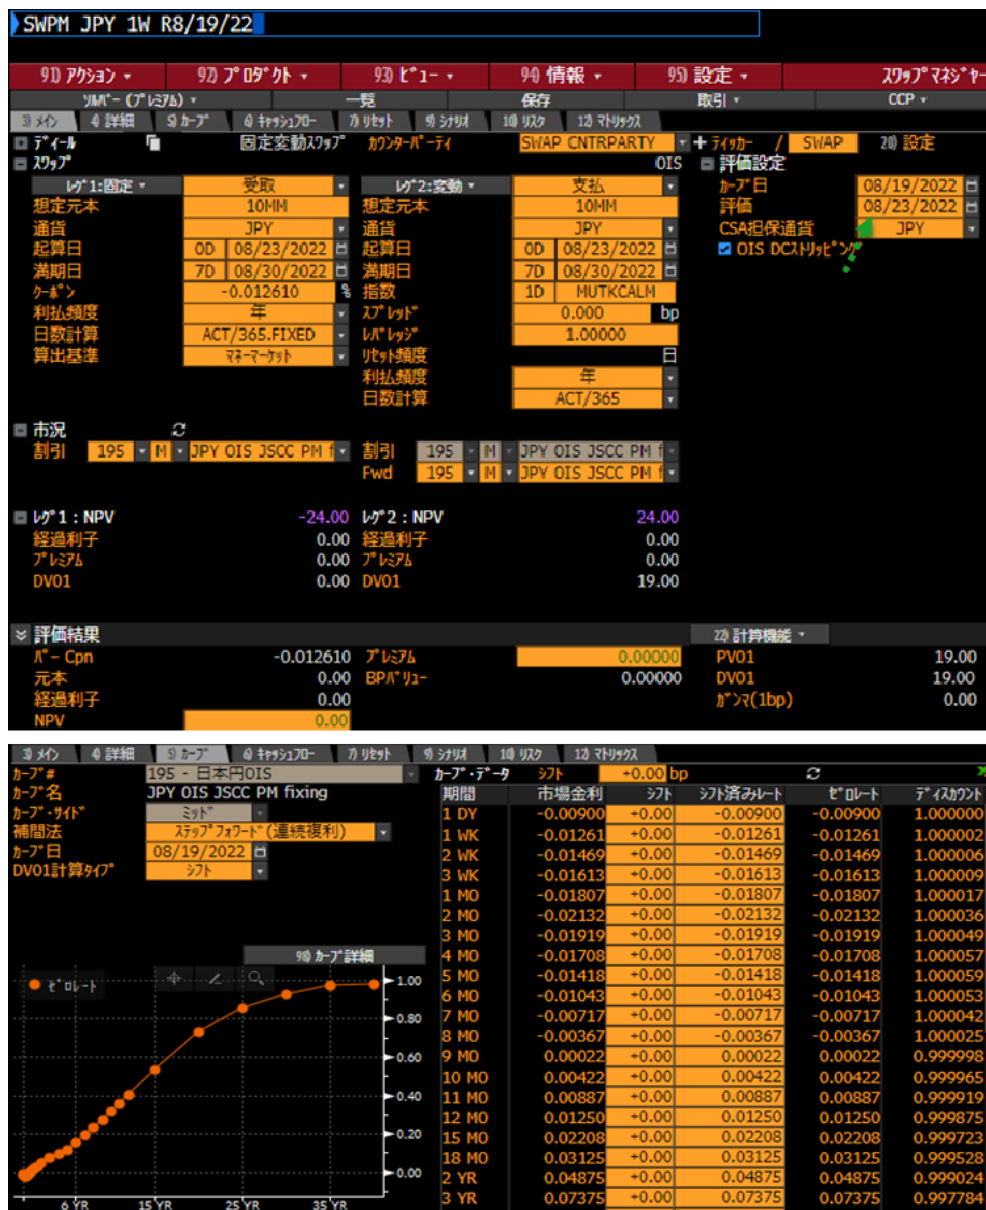 SWPM JPY 1W R8/19/22
91) ｱｸｼｮﾝ 92) ﾌﾟﾛﾀﾞｸﾄ 93) ﾋﾞｭｰ 94) 情報 95) 設定 ｽﾜｯﾌﾟﾏﾈｼﾞｬｰ
ｿﾙﾊﾞｰ (ﾌﾟﾚﾐｱﾑ) 一覧 保存 取引 CCP
3) ﾒｲﾝ 4) 詳細 5) ｶｰﾌﾞ 6) ｷｬｯｼｭﾌﾛｰ 7) ﾘｾｯﾄ 9) ｼﾅﾘｵ 10) ﾘｽｸ 12) ﾏﾄﾘｯｸｽ
ﾃﾞｨｰﾙ 固定変動ｽﾜｯﾌﾟ ｶｳﾝﾀｰﾊﾟｰﾃｨ SWAP CNTRPARTY ﾃｨｯｶｰ / SWAP 20) 設定
ｽﾜｯﾌﾟ OIS 評価設定
ﾚｸﾞ1:固定 受取 ﾚｸﾞ2:変動 支払 ｶｰﾌﾞ日 08/19/2022
想定元本 10MM 想定元本 10MM 評価 08/23/2022
通貨 JPY 通貨 JPY CSA担保通貨 JPY
起算日 0D 08/23/2022 起算日 0D 08/23/2022 OIS DCｽﾄﾘｯﾋﾟﾝｸﾞ
満期日 7D 08/30/2022 満期日 7D 08/30/2022
ｸｰﾎﾟﾝ -0.012610 % 指数 1D MUTKCALM
利払頻度 年 ｽﾌﾟﾚｯﾄﾞ 0.000 bp
日数計算 ACT/365.FIXED ﾚﾊﾞﾚｯｼﾞ 1.00000
算出基準 ﾏﾈｰﾏｰｹｯﾄ ﾘｾｯﾄ頻度 日
利払頻度 年
日数計算 ACT/365
市況
割引 195 M JPY OIS JSCC PM f 割引 195 M JPY OIS JSCC PM f
Fwd 195 M JPY OIS JSCC PM f
ﾚｸﾞ1 : NPV -24.00 ﾚｸﾞ2 : NPV 24.00
経過利子 0.00 経過利子 0.00
ﾌﾟﾚﾐｱﾑ 0.00 ﾌﾟﾚﾐｱﾑ 0.00
DV01 0.00 DV01 19.00
評価結果 22) 計算機能
ﾊﾟｰ Cpn -0.012610 ﾌﾟﾚﾐｱﾑ 0.00000 PV01 19.00
元本 0.00 BPﾊﾞﾘｭｰ 0.00000 DV01 19.00
経過利子 0.00 ｶﾞﾝﾏ(1bp) 0.00
NPV 0.00
3) ﾒｲﾝ 4) 詳細 5) ｶｰﾌﾞ 6) ｷｬｯｼｭﾌﾛｰ 7) ﾘｾｯﾄ 9) ｼﾅﾘｵ 10) ﾘｽｸ 12) ﾏﾄﾘｯｸｽ
ｶｰﾌﾞ# 195 - 日本円OIS ｶｰﾌﾞ･ﾃﾞｰﾀ ｼﾌﾄ +0.00 bp
ｶｰﾌﾞ名 JPY OIS JSCC PM fixing 期間 市場金利 ｼﾌﾄ ｼﾌﾄ済みﾚｰﾄ ｾﾞﾛﾚｰﾄ ﾃﾞｨｽｶｳﾝﾄ
ｶｰﾌﾞ･ｻｲﾄﾞ ﾐｯﾄﾞ 1 DY -0.00900 +0.00 -0.00900 -0.00900 1.000000
補間法 ｽﾃｯﾌﾟﾌｫﾜｰﾄﾞ(連続複利) 1 WK -0.01261 +0.00 -0.01261 -0.01261 1.000002
ｶｰﾌﾞ日 08/19/2022 2 WK -0.01469 +0.00 -0.01469 -0.01469 1.000006
DV01計算ﾀｲﾌﾟ ｼﾌﾄ 3 WK -0.01613 +0.00 -0.01613 -0.01613 1.000009
1 MO -0.01807 +0.00 -0.01807 -0.01807 1.000017
2 MO -0.02132 +0.00 -0.02132 -0.02132 1.000036
3 MO -0.01919 +0.00 -0.01919 -0.01919 1.000049
98) ｶｰﾌﾞ詳細 4 MO -0.01708 +0.00 -0.01708 -0.01708 1.000057
ｾﾞﾛﾚｰﾄ 1.00 5 MO -0.01418 +0.00 -0.01418 -0.01418 1.000059
6 MO -0.01043 +0.00 -0.01043 -0.01043 1.000053
0.80 7 MO -0.00717 +0.00 -0.00717 -0.00717 1.000042
8 MO -0.00367 +0.00 -0.00367 -0.00367 1.000025
0.60 9 MO 0.00022 +0.00 0.00022 0.00022 0.999998
10 MO 0.00422 +0.00 0.00422 0.00422 0.999965
0.40 11 MO 0.00887 +0.00 0.00887 0.00887 0.999919
12 MO 0.01250 +0.00 0.01250 0.01250 0.999875
0.20 15 MO 0.02208 +0.00 0.02208 0.02208 0.999723
18 MO 0.03125 +0.00 0.03125 0.03125 0.999528
0.00 2 YR 0.04875 +0.00 0.04875 0.04875 0.999024
3 YR 0.07375 +0.00 0.07375 0.07375 0.997784
6 YR 15 YR 25 YR 35 YR